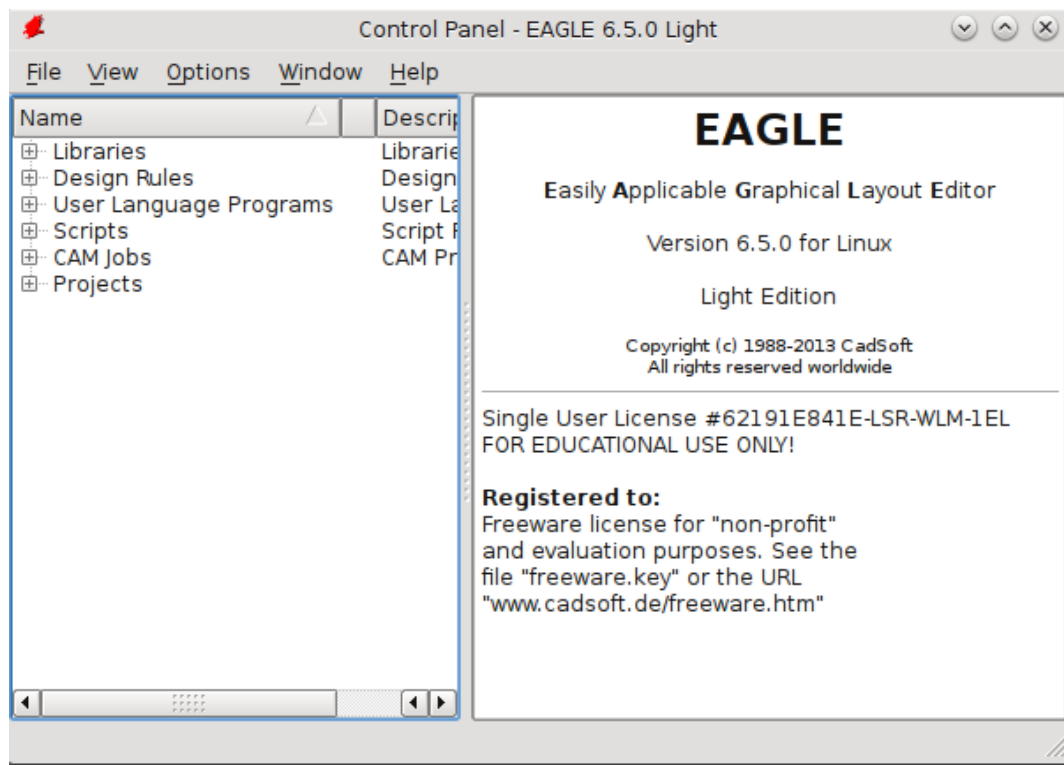 Control Panel - EAGLE 6.5.0 Light
File View Options Window Help
Name Descrip
Libraries Librarie
Design Rules Design
User Language Programs User La
Scripts Script F
CAM Jobs CAM Pr
Projects
EAGLE
Easily Applicable Graphical Layout Editor
Version 6.5.0 for Linux
Light Edition
Copyright (c) 1988-2013 CadSoft
All rights reserved worldwide
Single User License #62191E841E-LSR-WLM-1EL
FOR EDUCATIONAL USE ONLY!
Registered to:
Freeware license for "non-profit"
and evaluation purposes. See the
file "freeware.key" or the URL
"www.cadsoft.de/freeware.htm"